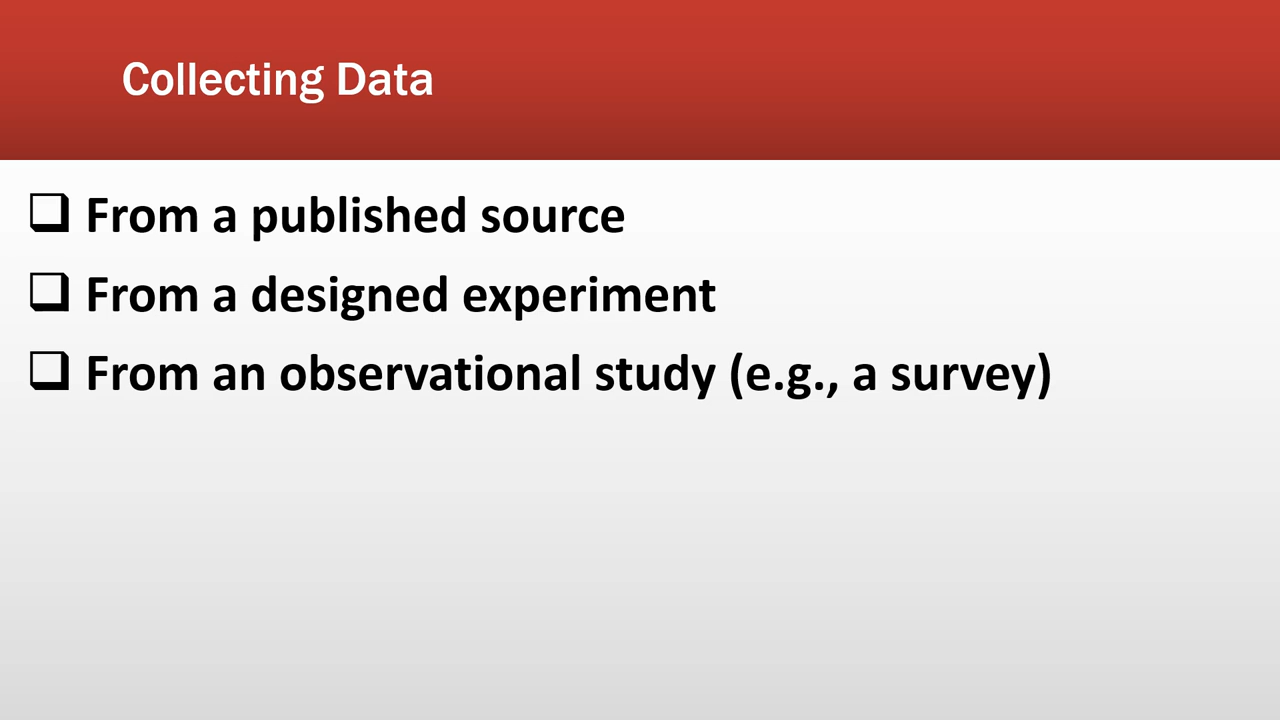 Collecting Data
❑ From a published source
❑ From a designed experiment
❑ From an observational study (e.g., a survey)